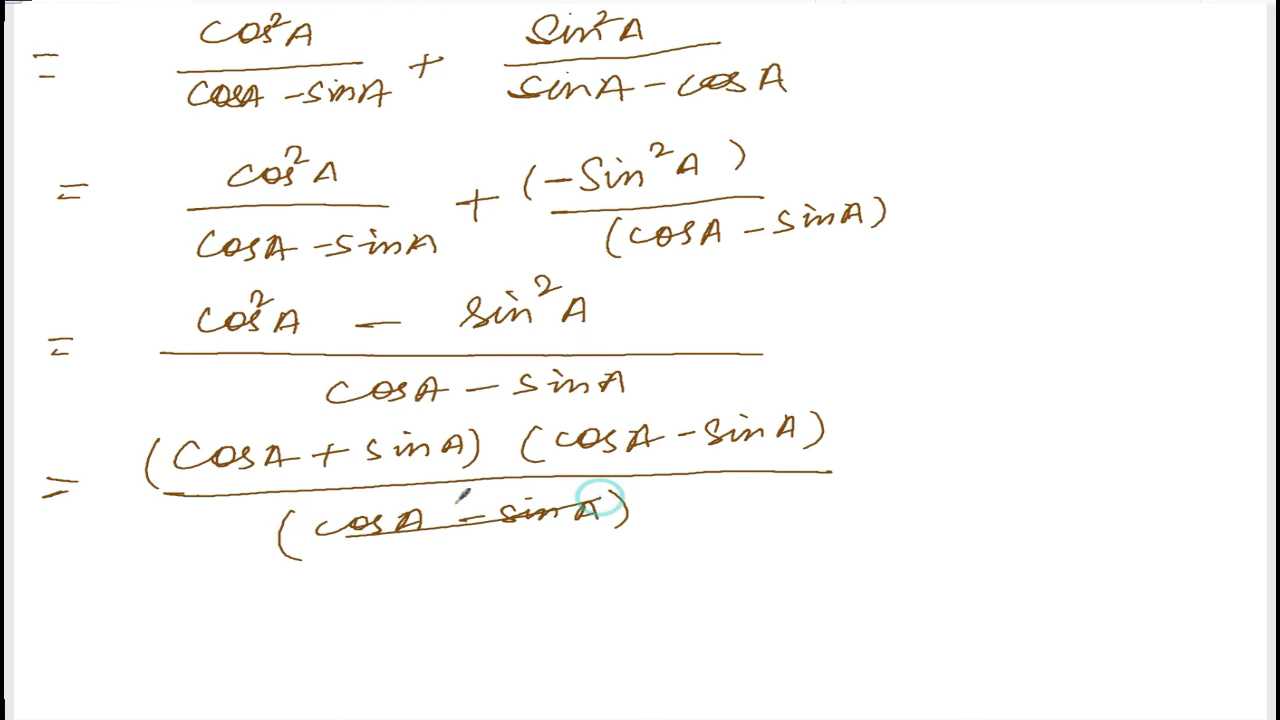 = cos²A / (cosA - sinA) + sin²A / (sinA - cosA)
= cos²A / (cosA - sinA) + (-sin²A) / (cosA - sinA)
= (cos²A - sin²A) / (cosA - sinA)
= (cosA + sinA) (cosA - sinA) / (cosA - sinA)